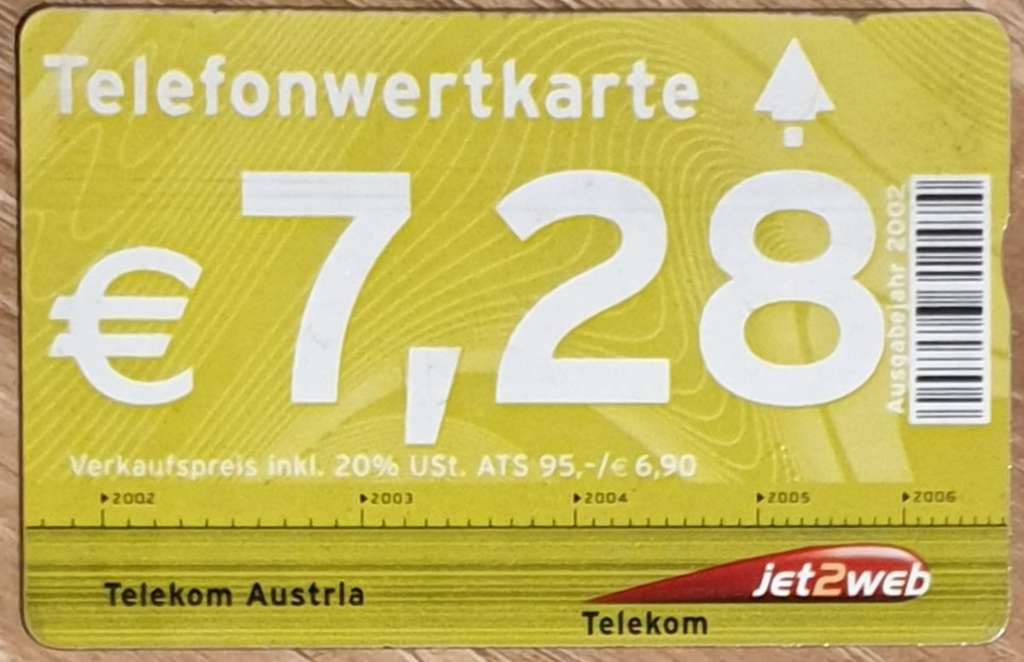 Telefonwertkarte
€ 7,28
Ausgabejahr 2002
Verkaufspreis inkl. 20% USt. ATS 95,-/€ 6,90
2002 2003 2004 2005 2006
jet2web
Telekom Austria
Telekom